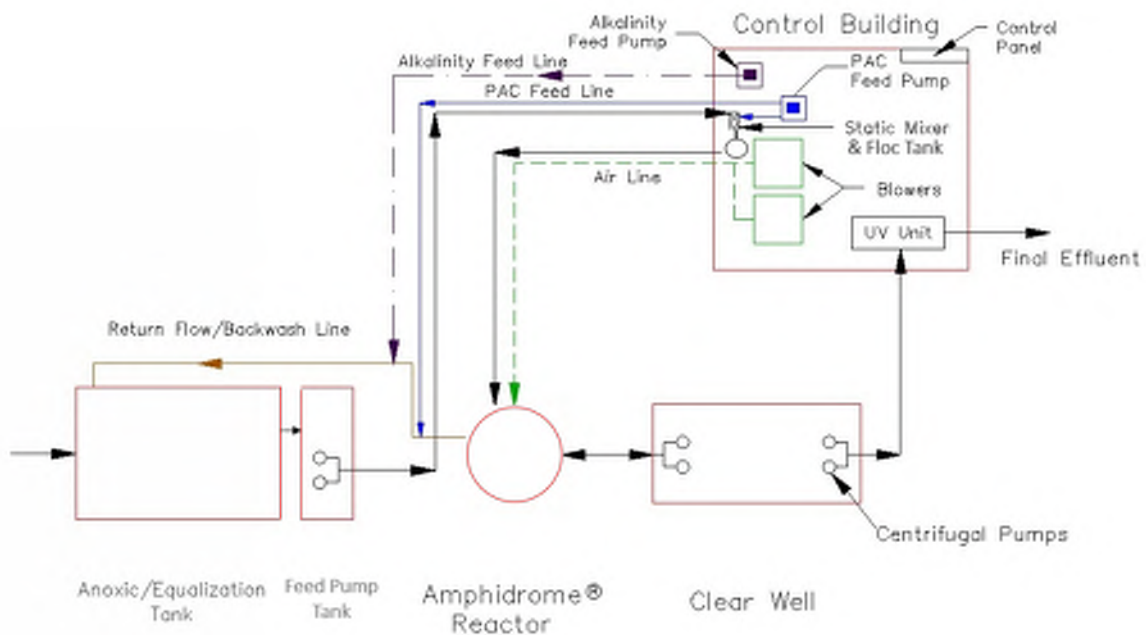 Alkalinity
Feed Pump
Control Building
Control
Panel
Alkalinity Feed Line
PAC
Feed Pump
PAC Feed Line
Static Mixer
& Floc Tank
Air Line
Blowers
UV Unit
Final Effluent
Return Flow/Backwash Line
Centrifugal Pumps
Anoxic/Equalization
Tank
Feed Pump
Tank
Amphidrome®
Reactor
Clear Well